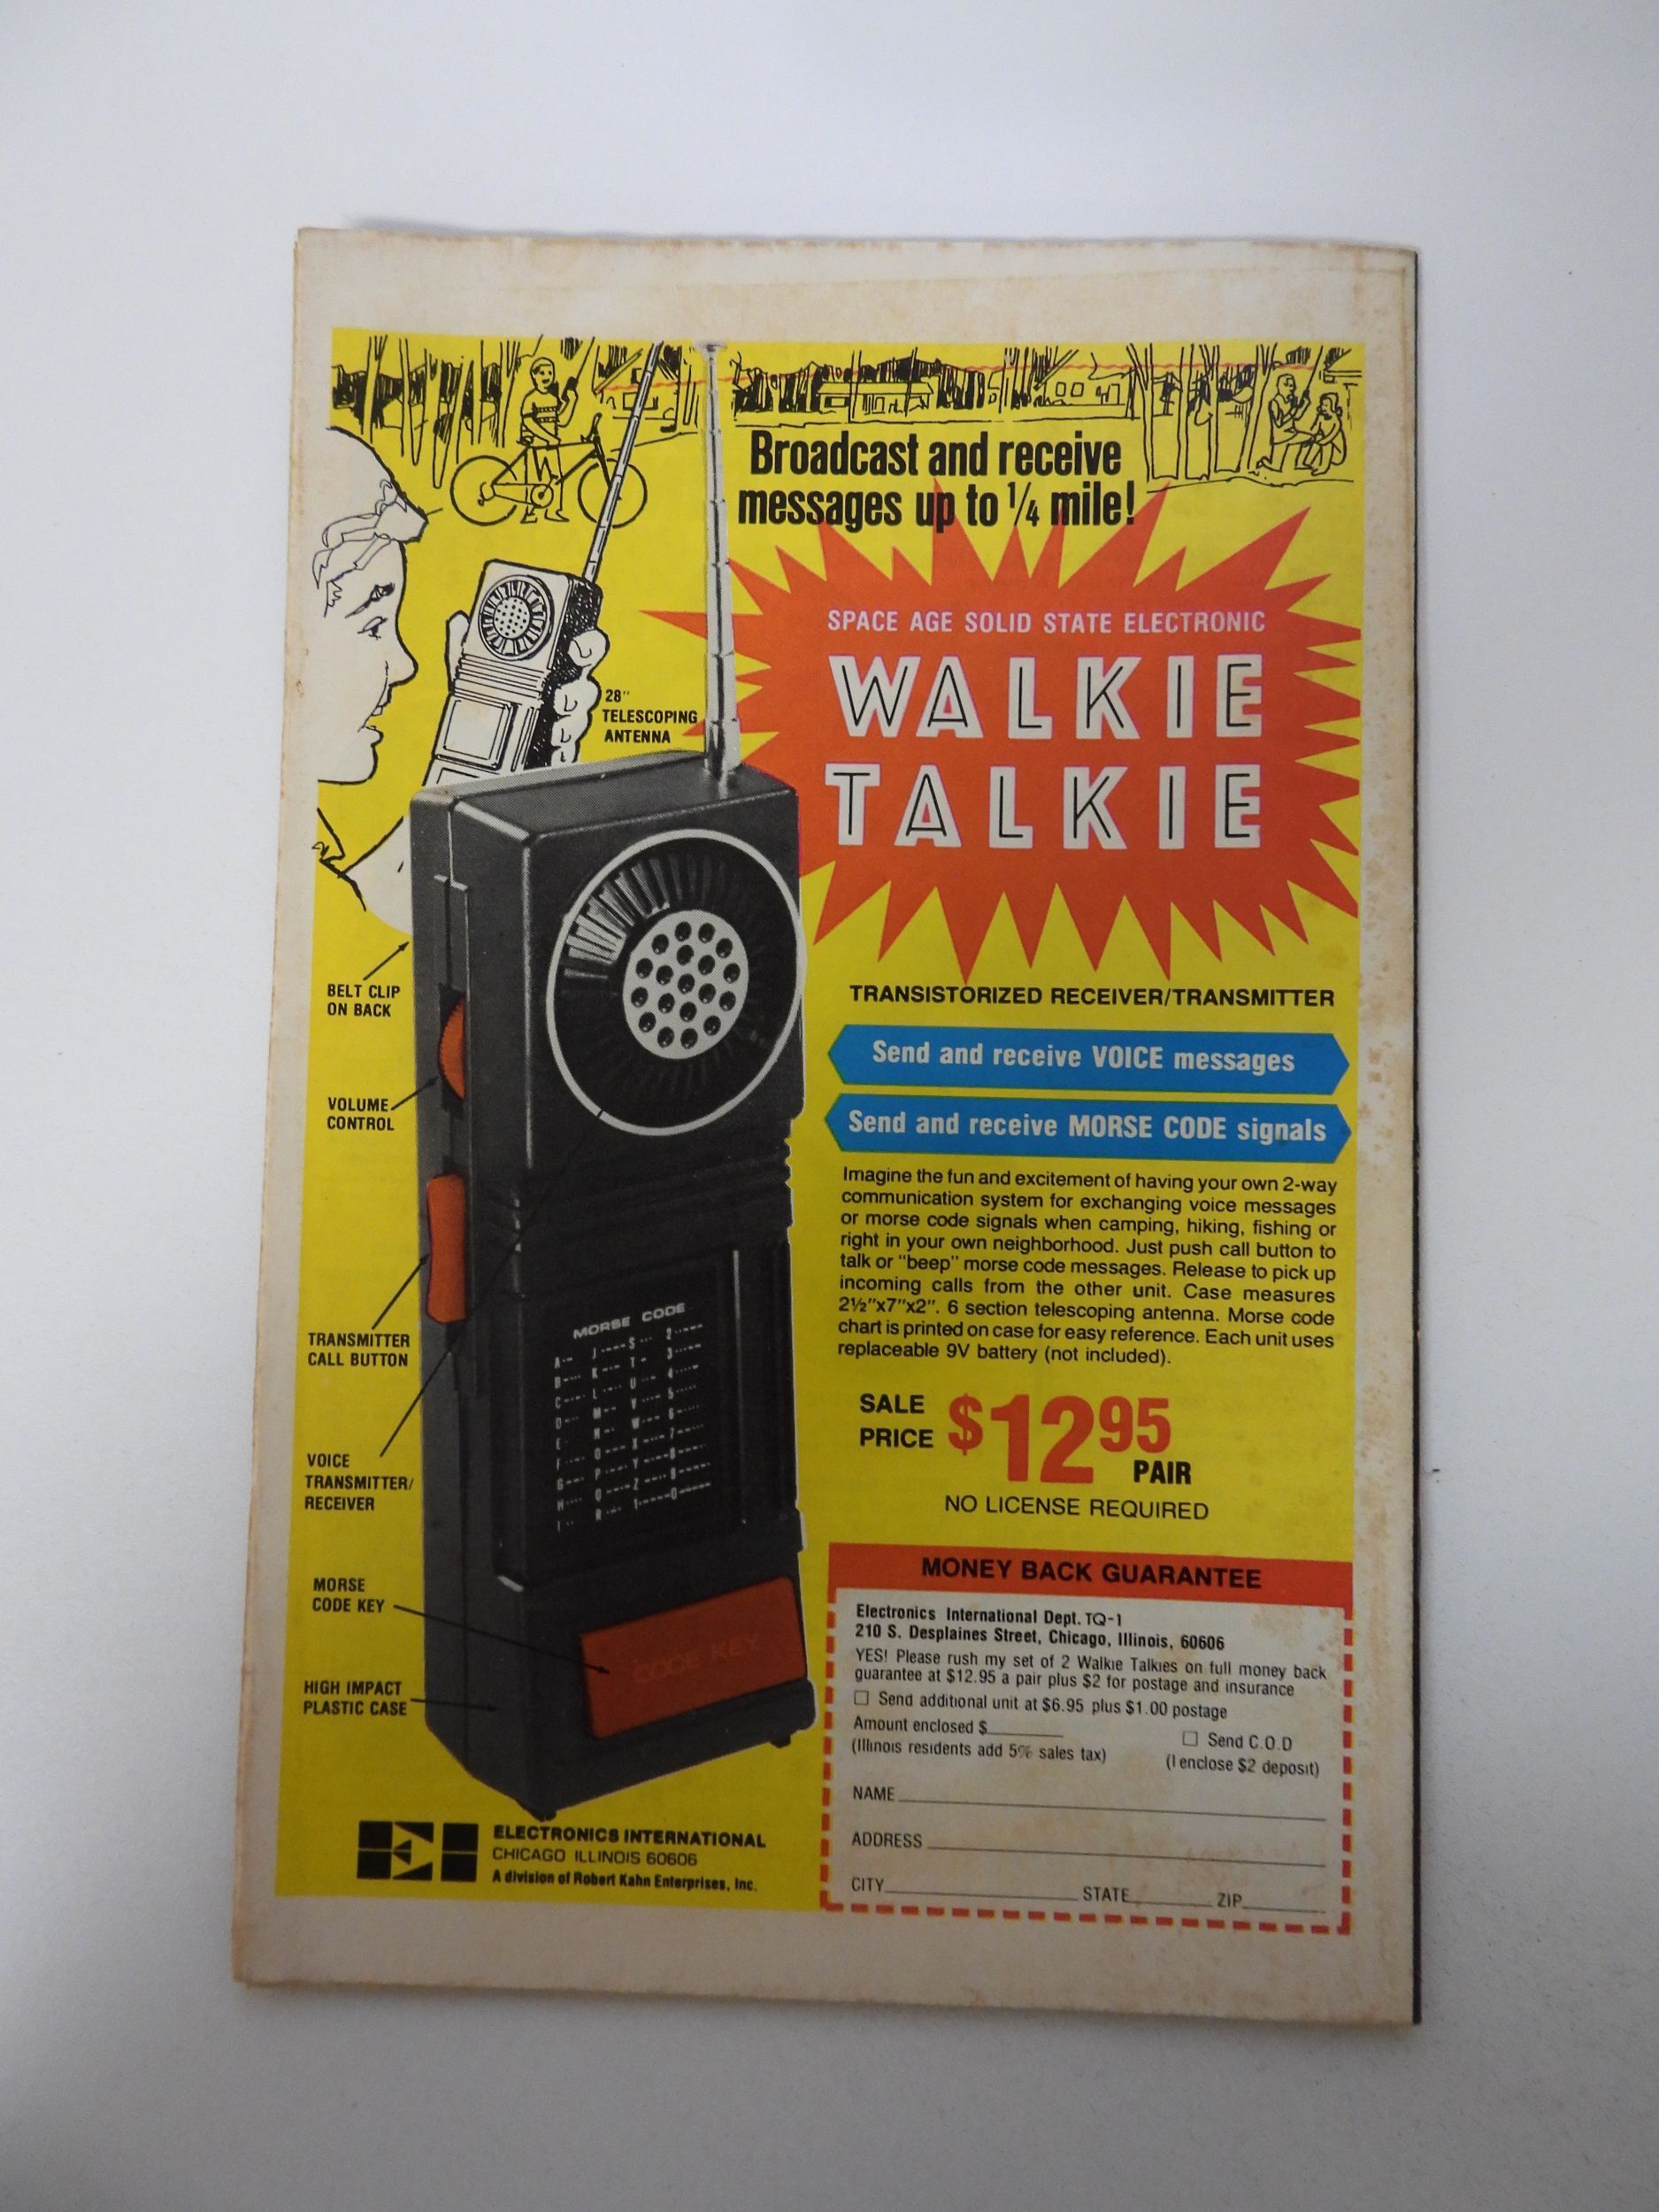 Broadcast and receive
messages up to 1/4 mile!
SPACE AGE SOLID STATE ELECTRONIC
WALKIE
TALKIE
28"
TELESCOPING
ANTENNA
BELT CLIP
ON BACK
VOLUME
CONTROL
TRANSMITTER
CALL BUTTON
VOICE
TRANSMITTER/
RECEIVER
MORSE
CODE KEY
HIGH IMPACT
PLASTIC CASE
MORSE CODE
CODE KEY
TRANSISTORIZED RECEIVER/TRANSMITTER
Send and receive VOICE messages
Send and receive MORSE CODE signals
Imagine the fun and excitement of having your own 2-way
communication system for exchanging voice messages
or morse code signals when camping, hiking, fishing or
right in your own neighborhood. Just push call button to
talk or "beep" morse code messages. Release to pick up
incoming calls from the other unit. Case measures
2½"x7"x2". 6 section telescoping antenna. Morse code
chart is printed on case for easy reference. Each unit uses
replaceable 9V battery (not included).
SALE
PRICE $12 95
PAIR
NO LICENSE REQUIRED
MONEY BACK GUARANTEE
Electronics International Dept. TQ-1
210 S. Desplaines Street, Chicago, Illinois, 60606
YES! Please rush my set of 2 Walkie Talkies on full money back
guarantee at $12.95 a pair plus $2 for postage and insurance
☐ Send additional unit at $6.95 plus $1.00 postage
Amount enclosed $
☐ Send C.O.D
(Illinois residents add 5% sales tax)
(I enclose $2 deposit)
NAME
ADDRESS
CITY STATE ZIP
EI
ELECTRONICS INTERNATIONAL
CHICAGO ILLINOIS 60606
A division of Robert Kahn Enterprises, Inc.